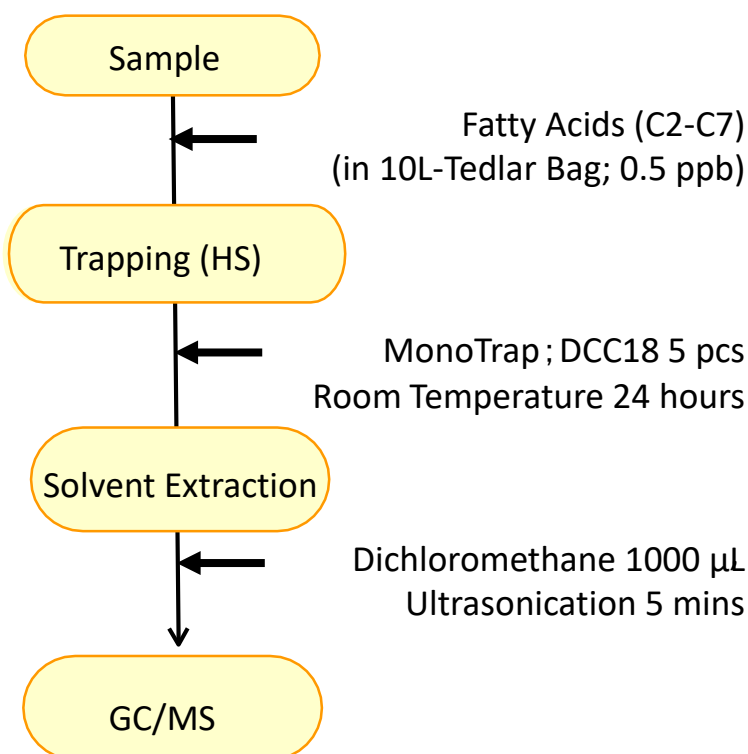 Sample
Fatty Acids (C2-C7)
(in 10L-Tedlar Bag; 0.5 ppb)
Trapping (HS)
MonoTrap ; DCC18 5 pcs
Room Temperature 24 hours
Solvent Extraction
Dichloromethane 1000 µL
Ultrasonication 5 mins
GC/MS